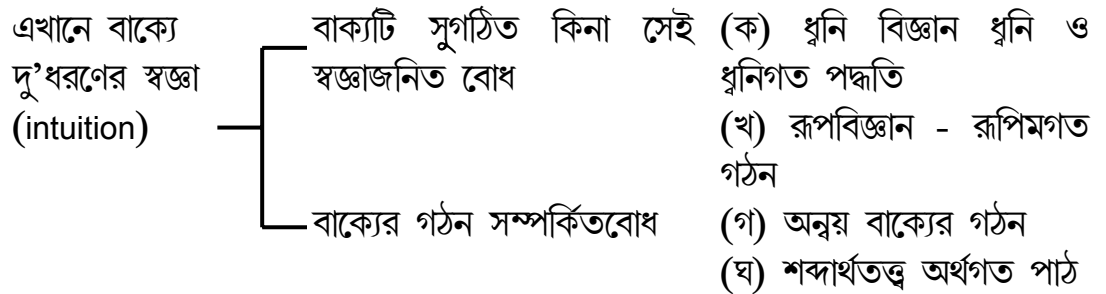 এখানে বাক্যে
দু’ধরণের স্বজ্ঞা
(intuition)
বাক্যটি সুগঠিত কিনা সেই
স্বজ্ঞাজনিত বোধ
বাক্যের গঠন সম্পর্কিতবোধ
(ক) ধ্বনি বিজ্ঞান ধ্বনি ও
ধ্বনিগত পদ্ধতি
(খ) রূপবিজ্ঞান - রূপিমগত
গঠন
(গ) অন্বয় বাক্যের গঠন
(ঘ) শব্দার্থতত্ত্ব অর্থগত পাঠ